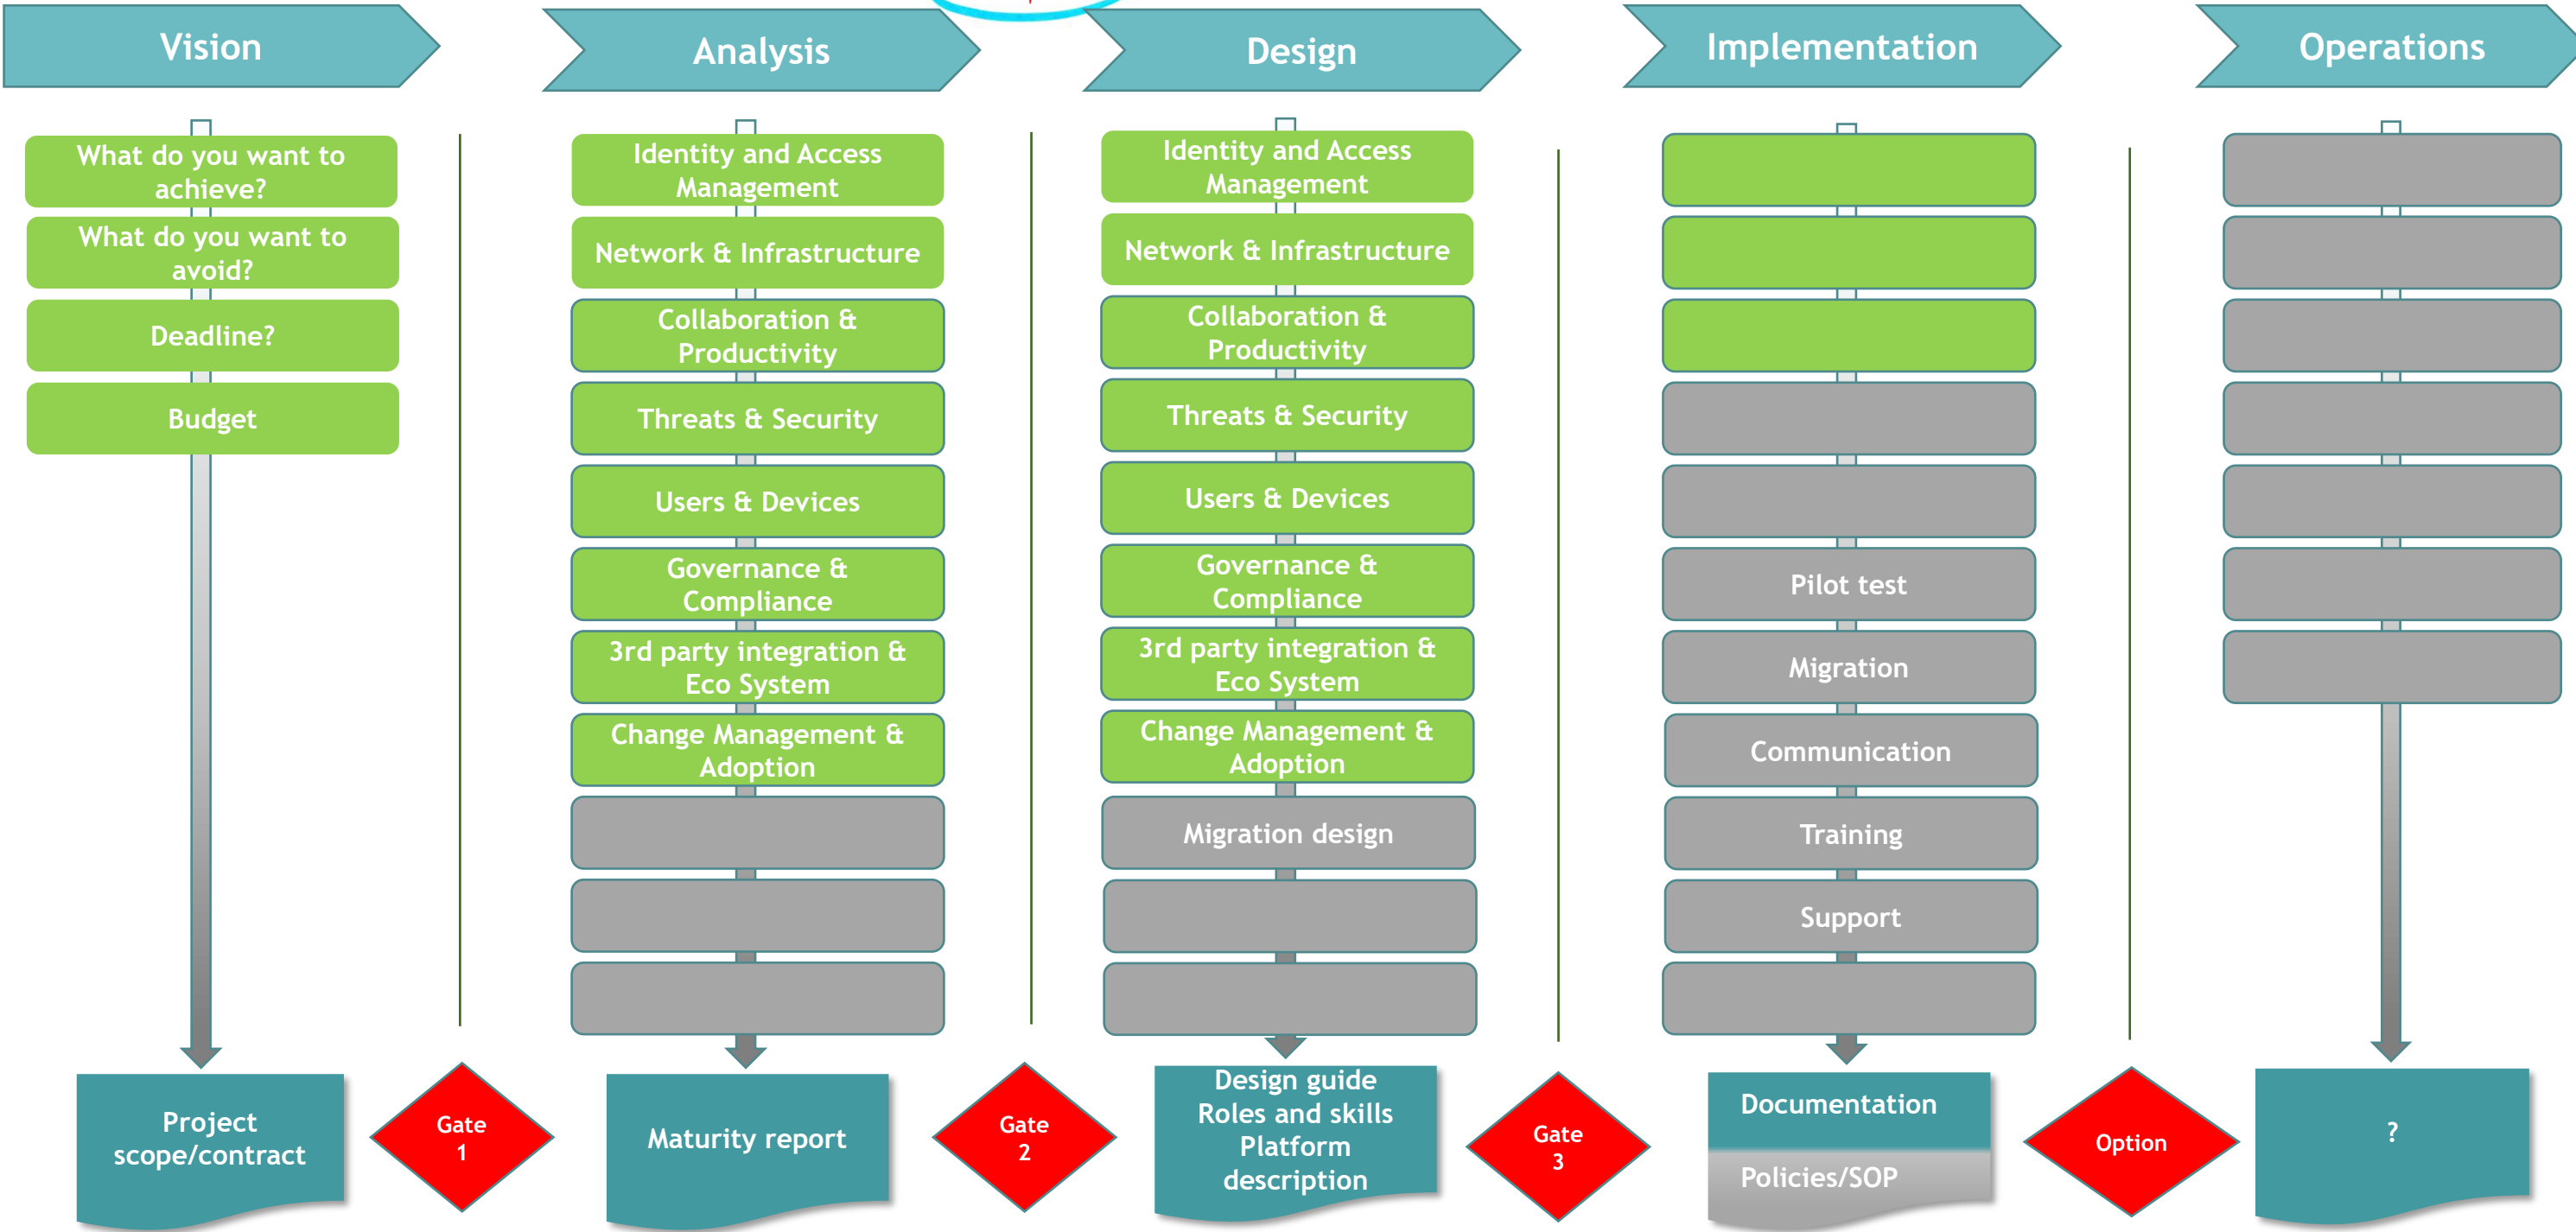 Vision
Analysis
Design
Implementation
Operations
What do you want to
achieve?
What do you want to
avoid?
Deadline?
Budget
Project
scope/contract
Gate
1
Identity and Access
Management
Network & Infrastructure
Collaboration &
Productivity
Threats & Security
Users & Devices
Governance &
Compliance
3rd party integration &
Eco System
Change Management &
Adoption
Maturity report
Gate
2
Identity and Access
Management
Network & Infrastructure
Collaboration &
Productivity
Threats & Security
Users & Devices
Governance &
Compliance
3rd party integration &
Eco System
Change Management &
Adoption
Migration design
Design guide
Roles and skills
Platform
description
Gate
3
Pilot test
Migration
Communication
Training
Support
Documentation
Policies/SOP
Option
?